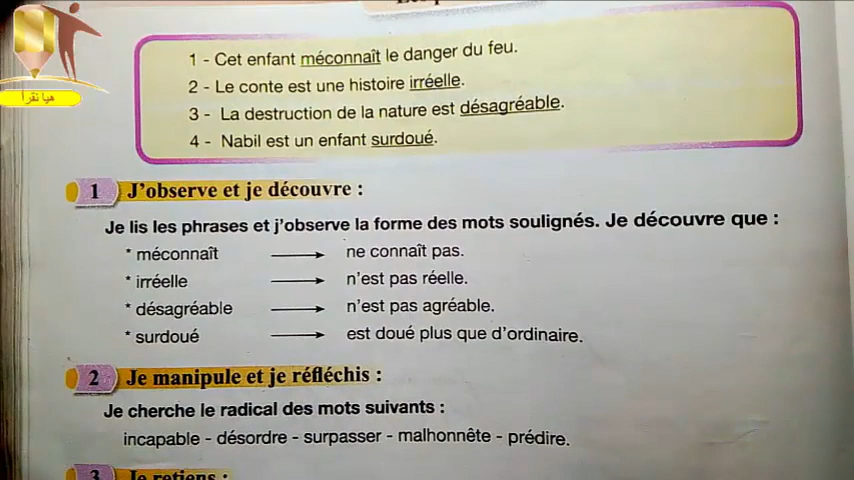 هيا نقرأ
1 - Cet enfant méconnaît le danger du feu.
2 - Le conte est une histoire irréelle.
3 - La destruction de la nature est désagréable.
4 - Nabil est un enfant surdoué.
1 J'observe et je découvre :
Je lis les phrases et j'observe la forme des mots soulignés. Je découvre que :
* méconnaît → ne connaît pas.
* irréelle → n'est pas réelle.
* désagréable → n'est pas agréable.
* surdoué → est doué plus que d'ordinaire.
2 Je manipule et je réfléchis :
Je cherche le radical des mots suivants :
incapable - désordre - surpasser - malhonnête - prédire.
3 Je retiens :